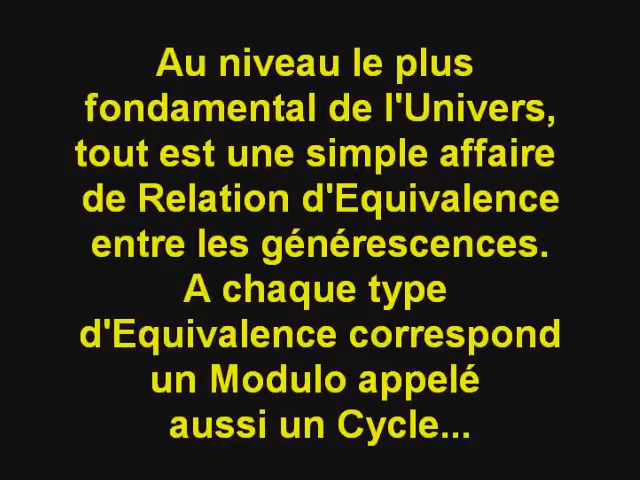 Au niveau le plus
fondamental de l'Univers,
tout est une simple affaire
de Relation d'Equivalence
entre les générescences.
A chaque type
d'Equivalence correspond
un Modulo appelé
aussi un Cycle...